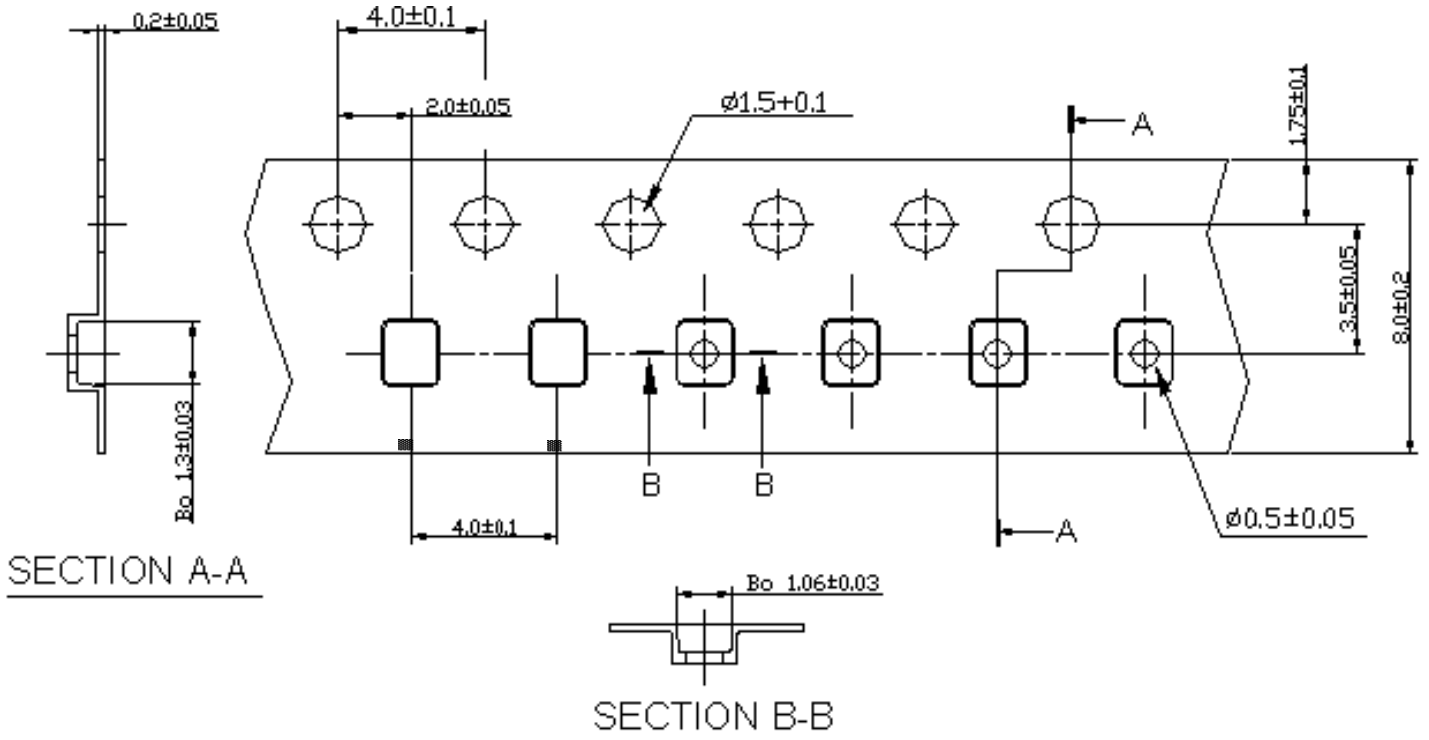 0.2±0.05
4.0±0.1
2.0±0.05
Ø1.5+0.1
A
1.75±0.1
3.5±0.05
8.0±0.2
Bo 1.3±0.03
B
B
4.0±0.1
A
Ø0.5±0.05
SECTION A-A
Bo 1.06±0.03
SECTION B-B